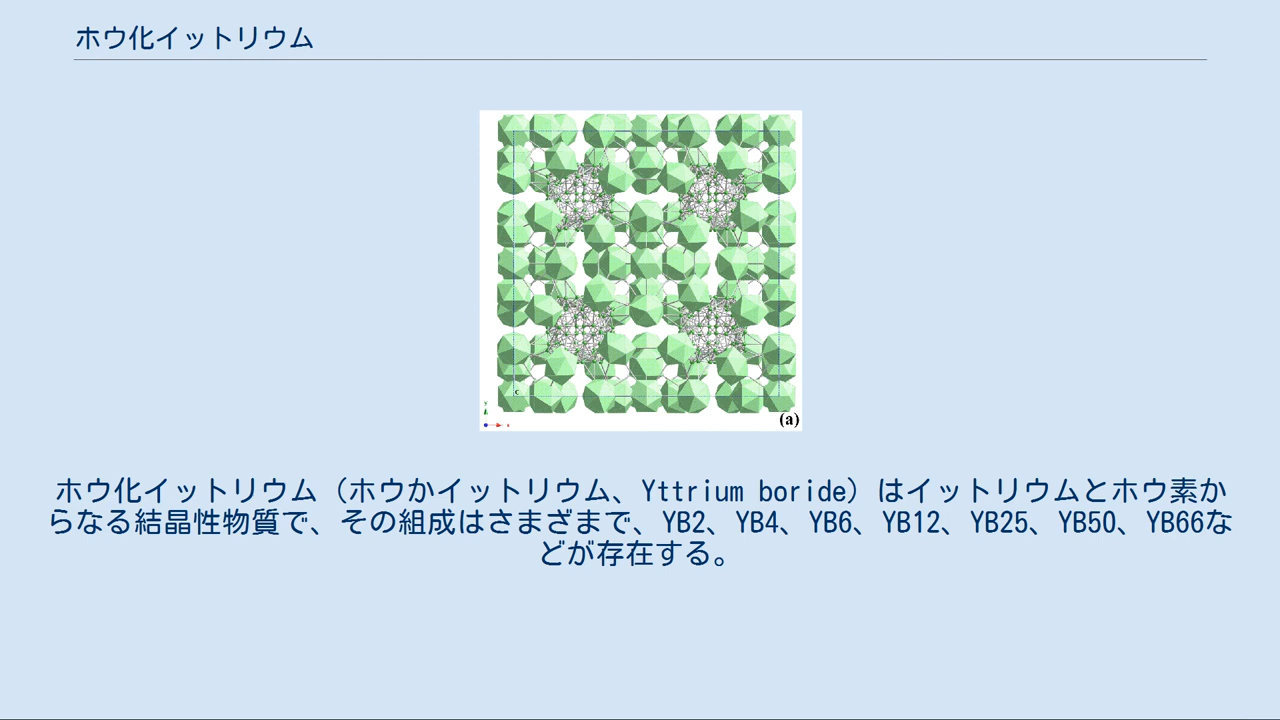 ホウ化イットリウム
c
(a)
ホウ化イットリウム（ホウかイットリウム、Yttrium boride）はイットリウムとホウ素か
らなる結晶性物質で、その組成はさまざまで、YB2、YB4、YB6、YB12、YB25、YB50、YB66な
どが存在する。